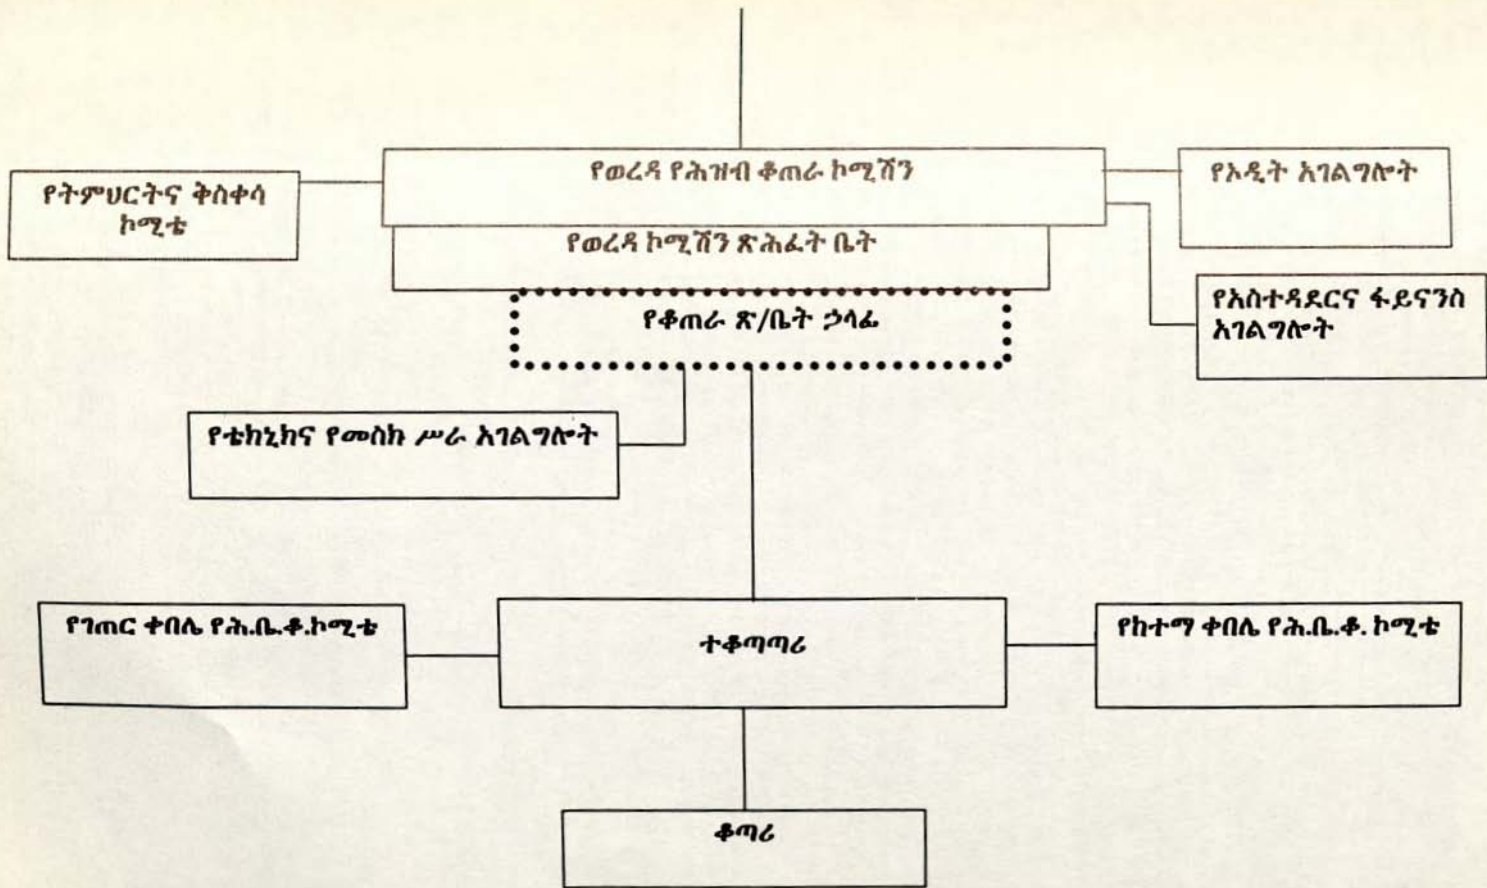 የወረዳ የሕዝብ ቆጠራ ኮሚሽን
የትምህርትና ቅስቀሳ
ኮሚቴ
የኦዲት አገልግሎት
የወረዳ ኮሚሽን ጽሕፈት ቤት
የአስተዳደርና ፋይናንስ
አገልግሎት
የቆጠራ ጽ/ቤት ኃላፊ
የቴክኒክና የመስክ ሥራ አገልግሎት
የገጠር ቀበሌ የሕ.ቤ.ቆ.ኮሚቴ
ተቆጣጣሪ
የከተማ ቀበሌ የሕ.ቤ.ቆ. ኮሚቴ
ቆጣሪ